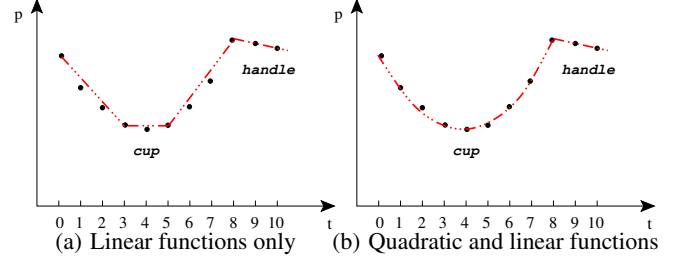 p
handle
cup
0 1 2 3 4 5 6 7 8 9 10 t
(a) Linear functions only
p
handle
cup
0 1 2 3 4 5 6 7 8 9 10 t
(b) Quadratic and linear functions